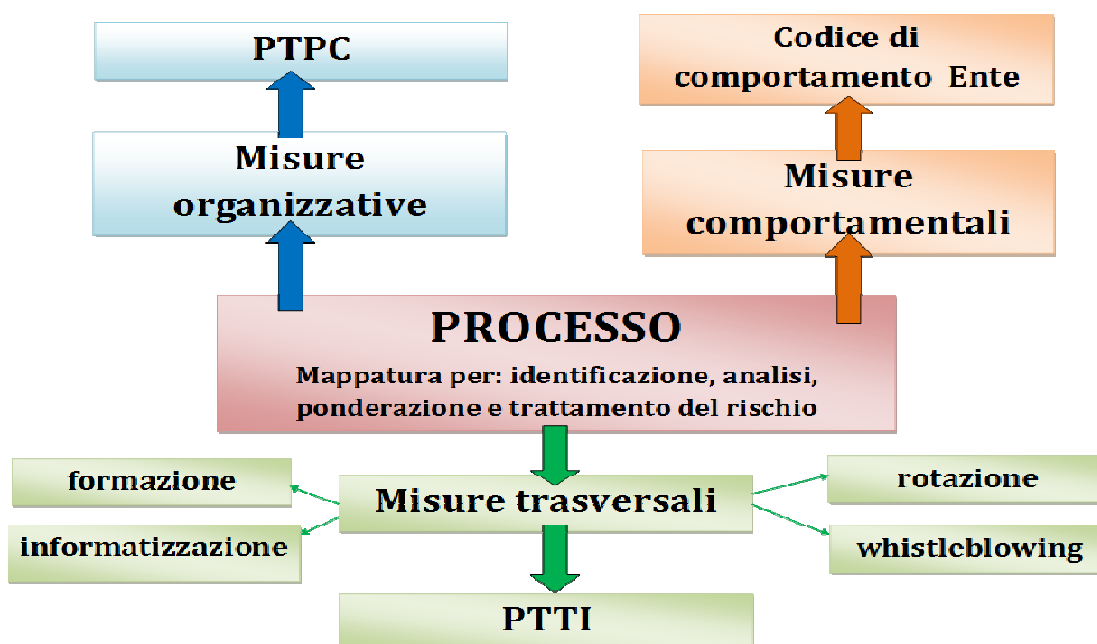 PTPC
Codice di
comportamento Ente
Misure
organizzative
Misure
comportamentali
PROCESSO
Mappatura per: identificazione, analisi,
ponderazione e trattamento del rischio
formazione
Misure trasversali
rotazione
informatizzazione
whistleblowing
PTTI